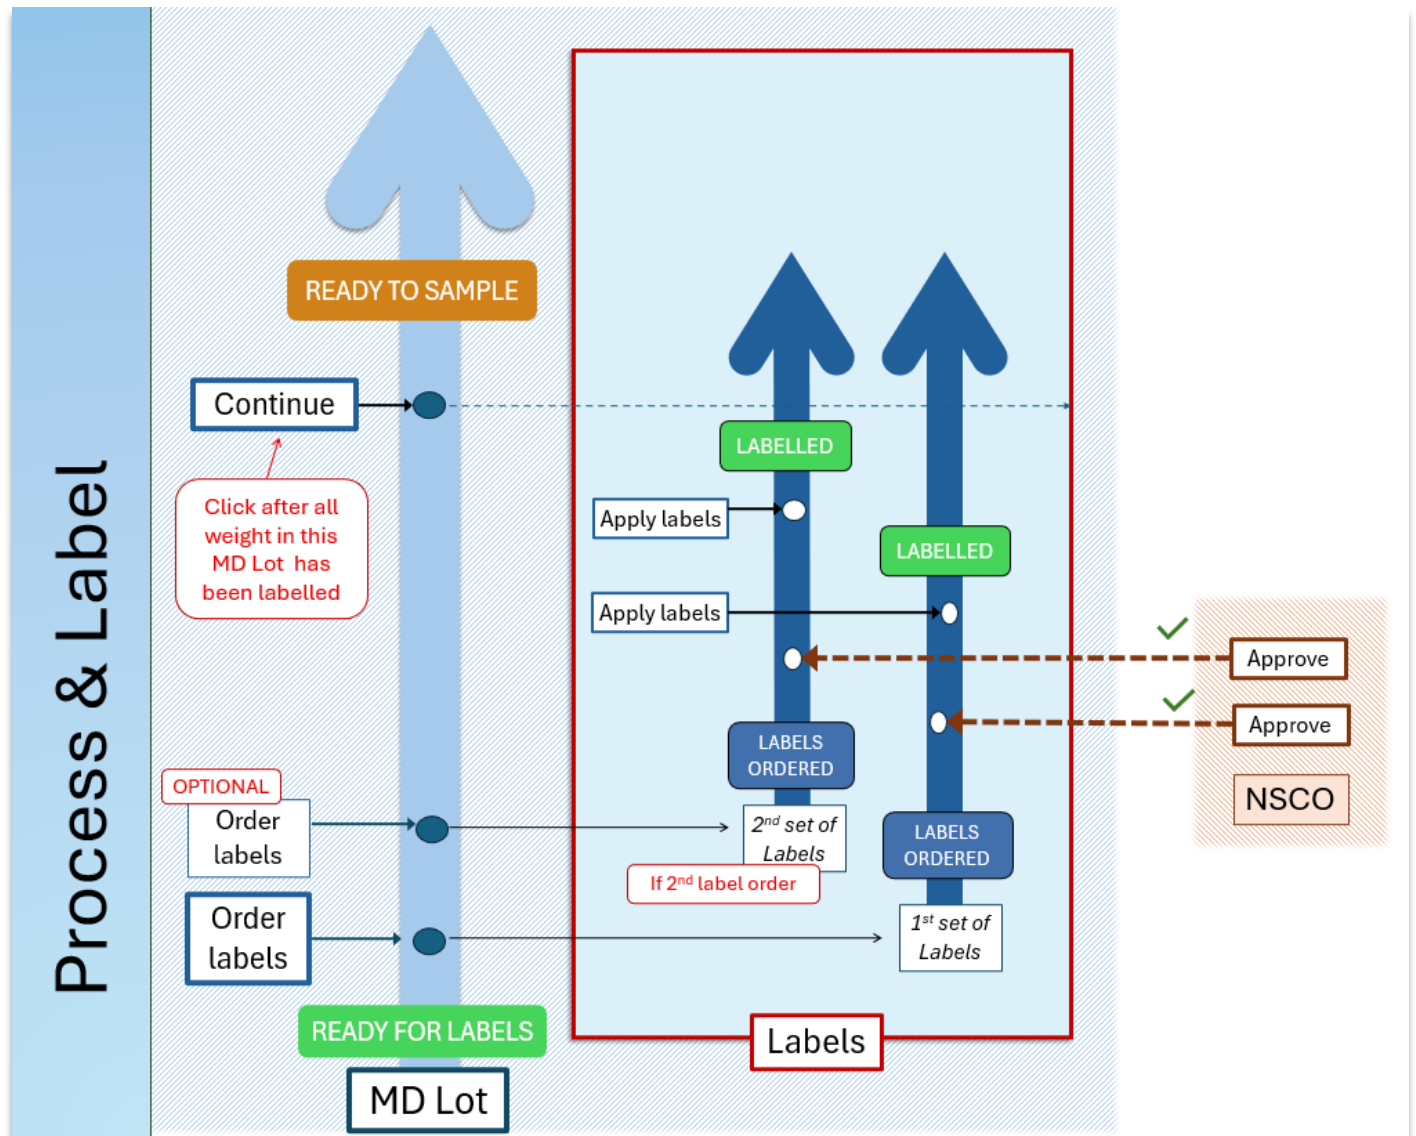 Process & Label
READY TO SAMPLE
Continue
Click after all
weight in this
MD Lot has
been labelled
LABELLED
Apply labels
LABELLED
Apply labels
Approve
Approve
NSCO
LABELS
ORDERED
OPTIONAL
Order
labels
2nd set of
Labels
If 2nd label order
LABELS
ORDERED
Order
labels
1st set of
Labels
READY FOR LABELS
Labels
MD Lot